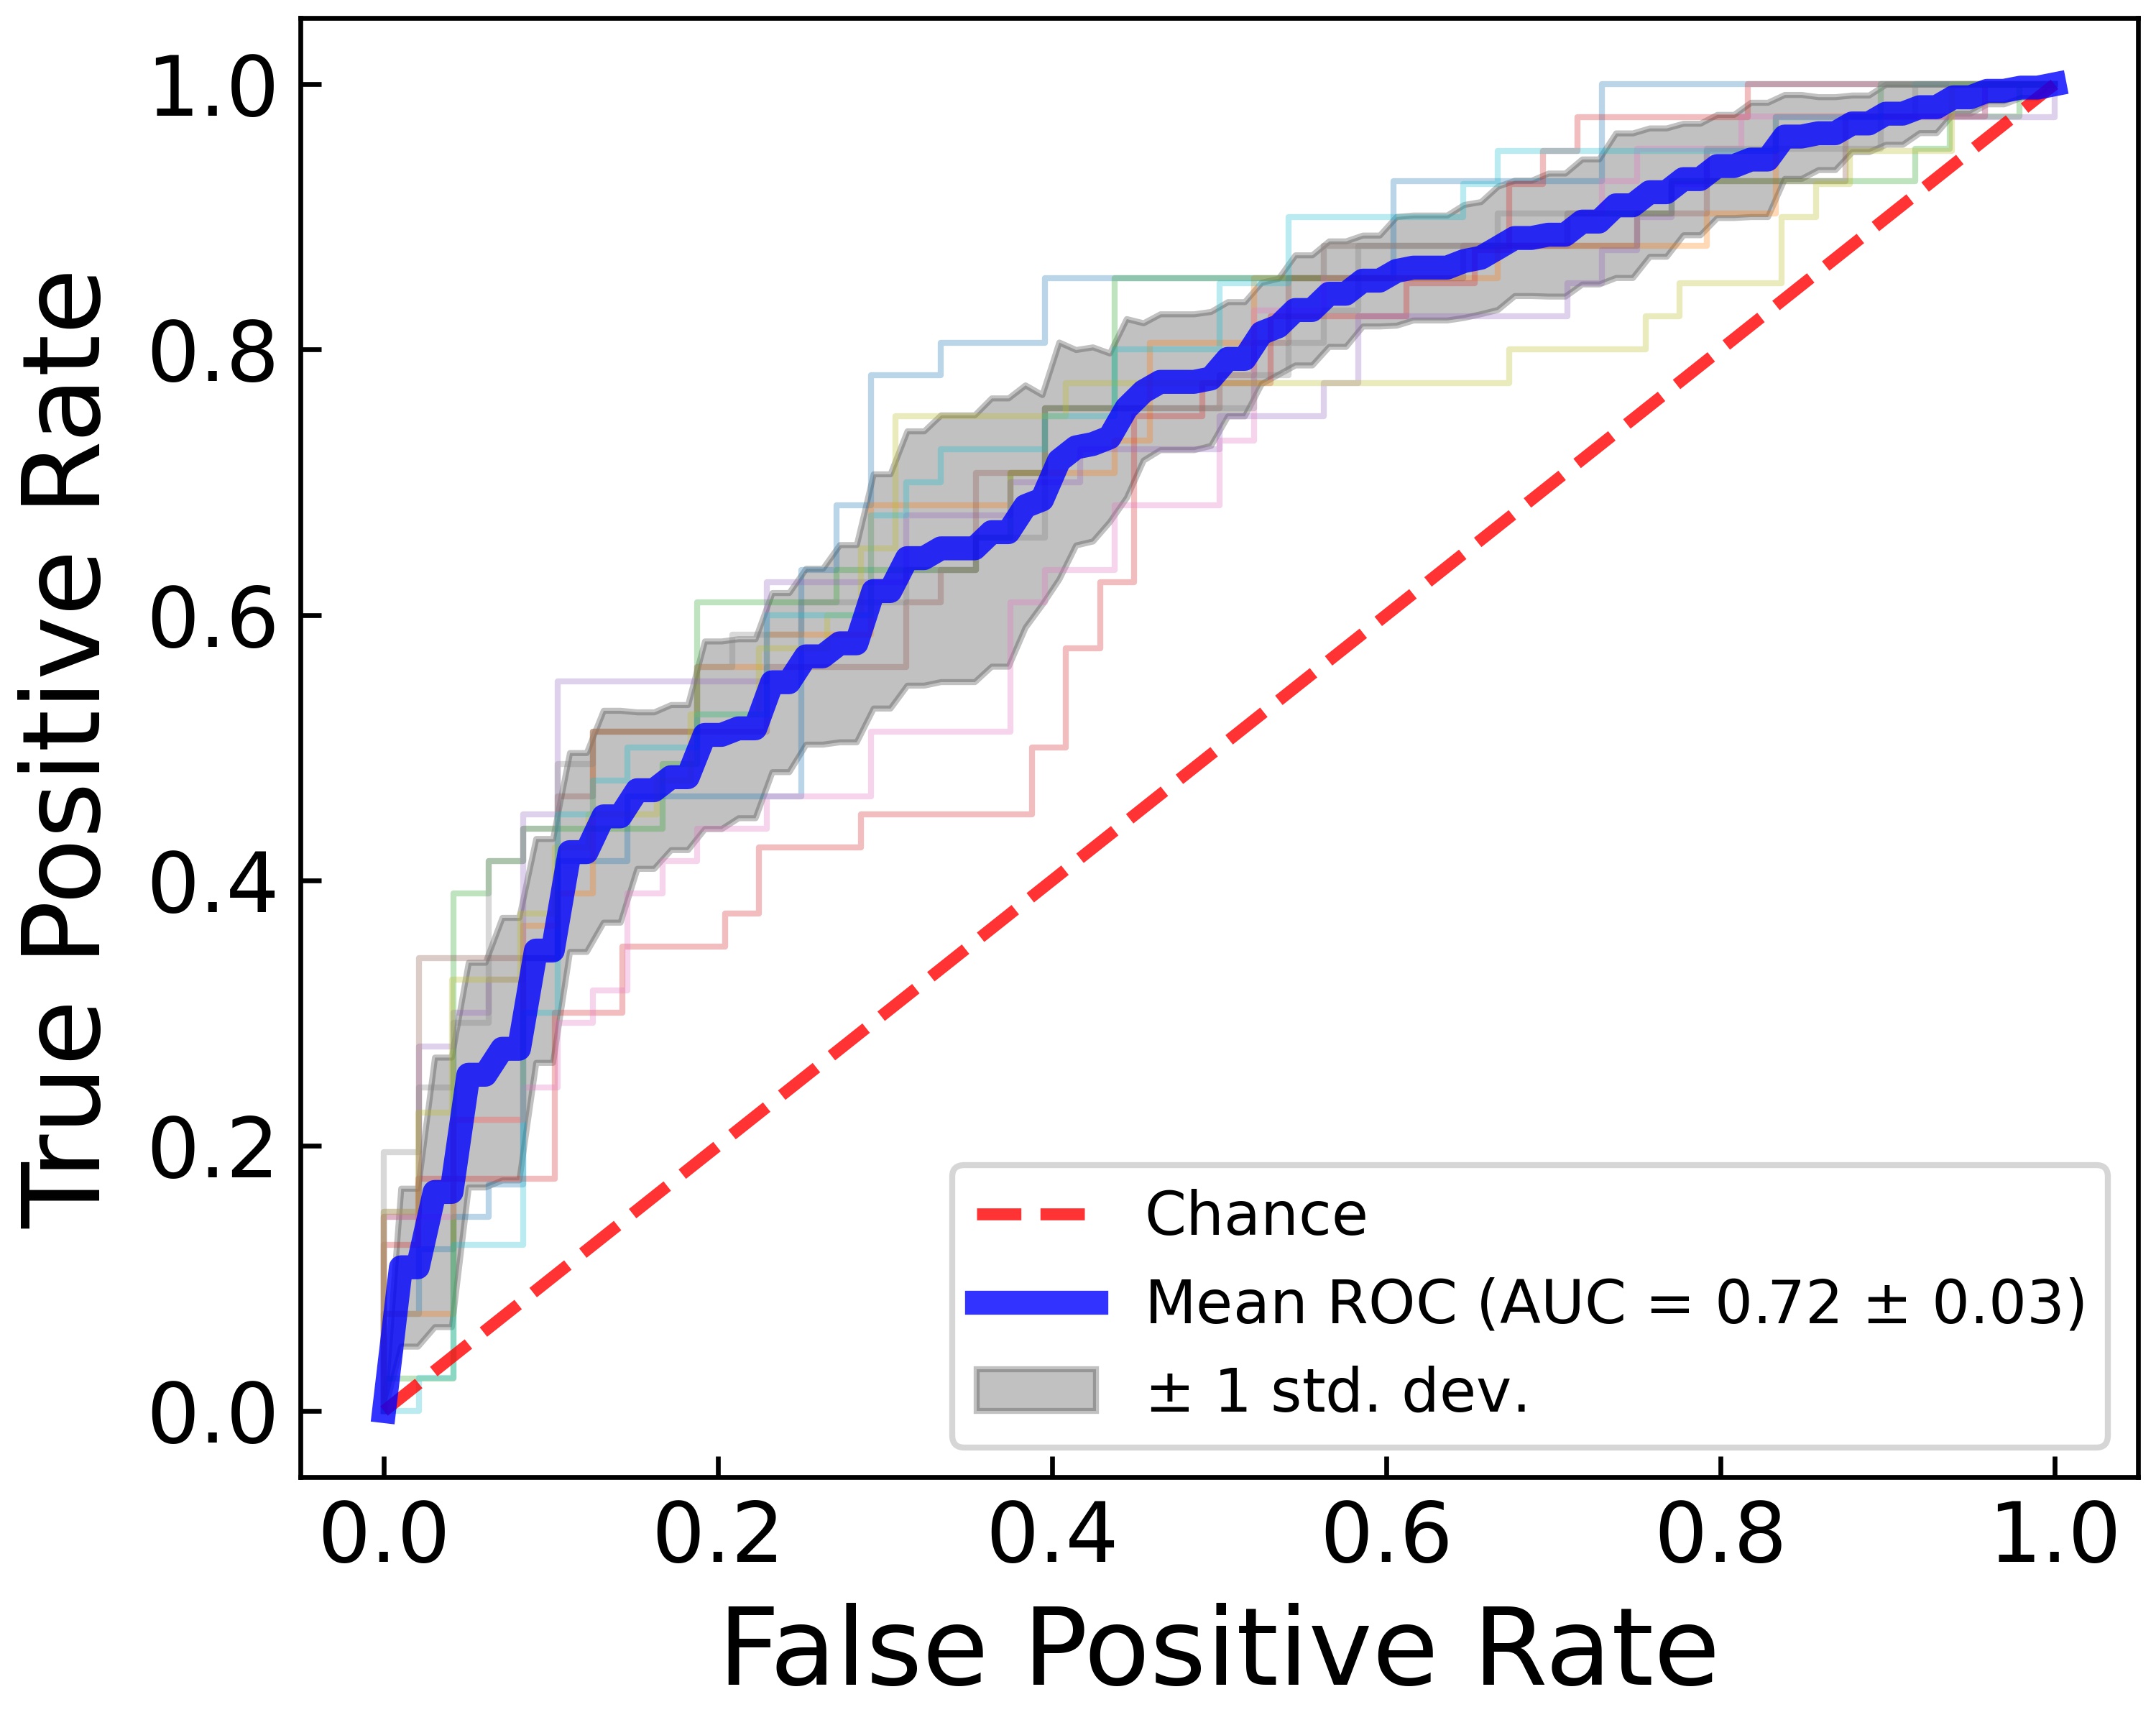 1.0
0.8
0.6
0.4
0.2
0.0
True Positive Rate
Chance
Mean ROC (AUC = 0.72 ± 0.03)
± 1 std. dev.
0.0 0.2 0.4 0.6 0.8 1.0
False Positive Rate